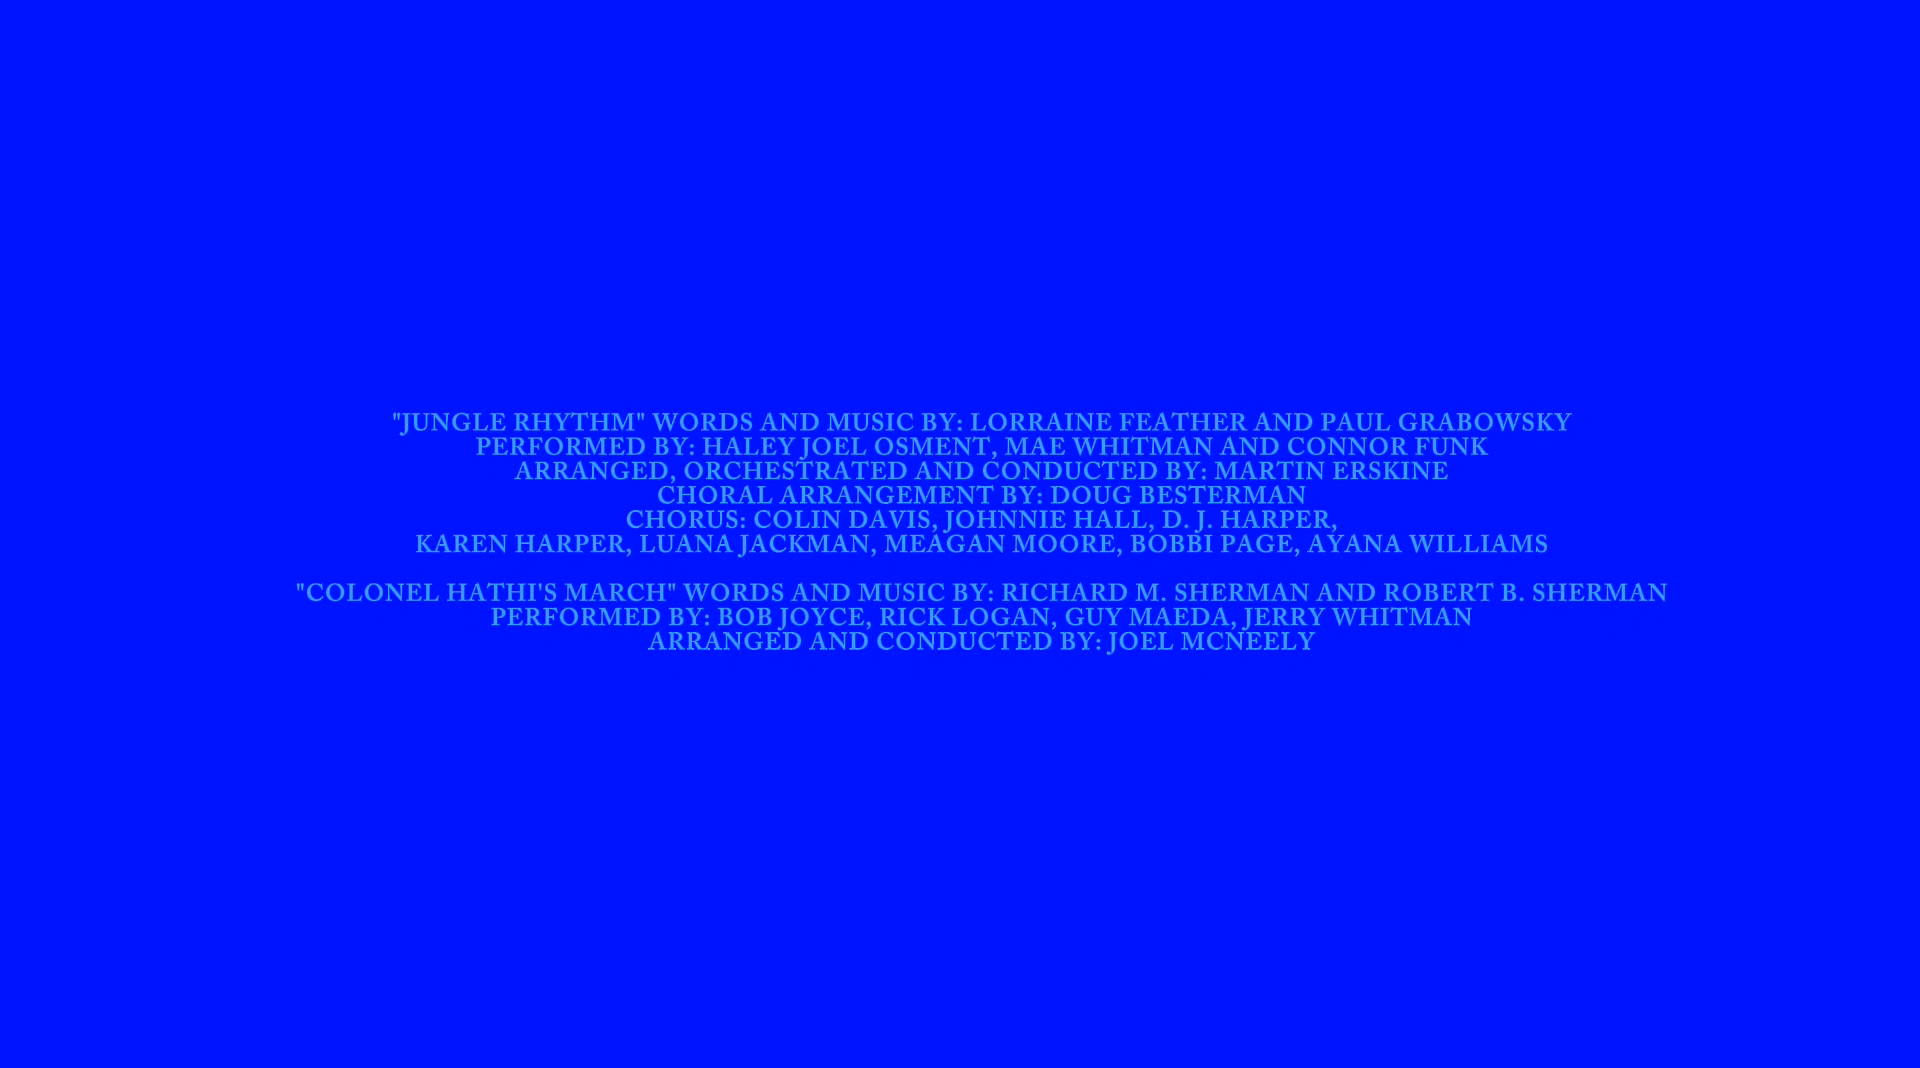 "JUNGLE RHYTHM" WORDS AND MUSIC BY: LORRAINE FEATHER AND PAUL GRABOWSKY
PERFORMED BY: HALEY JOEL OSMENT, MAE WHITMAN AND CONNOR FUNK
ARRANGED, ORCHESTRATED AND CONDUCTED BY: MARTIN ERSKINE
CHORAL ARRANGEMENT BY: DOUG BESTERMAN
CHORUS: COLIN DAVIS, JOHNNIE HALL, D. J. HARPER,
KAREN HARPER, LUANA JACKMAN, MEAGAN MOORE, BOBBI PAGE, AYANA WILLIAMS
"COLONEL HATHI'S MARCH" WORDS AND MUSIC BY: RICHARD M. SHERMAN AND ROBERT B. SHERMAN
PERFORMED BY: BOB JOYCE, RICK LOGAN, GUY MAEDA, JERRY WHITMAN
ARRANGED AND CONDUCTED BY: JOEL MCNEELY